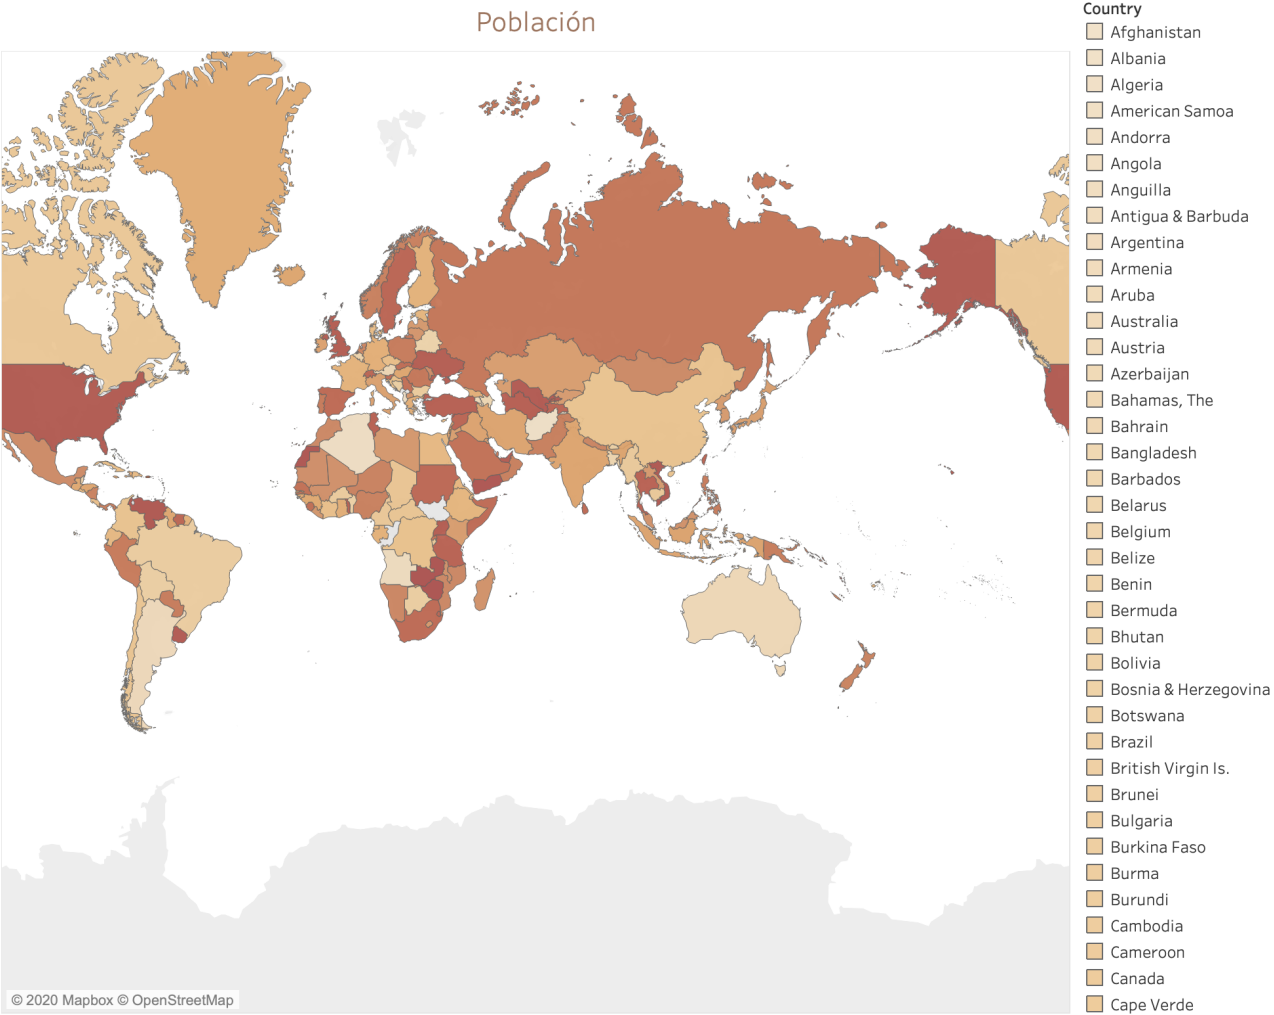 Población
Country
Afghanistan
Albania
Algeria
American Samoa
Andorra
Angola
Anguilla
Antigua & Barbuda
Argentina
Armenia
Aruba
Australia
Austria
Azerbaijan
Bahamas, The
Bahrain
Bangladesh
Barbados
Belarus
Belgium
Belize
Benin
Bermuda
Bhutan
Bolivia
Bosnia & Herzegovina
Botswana
Brazil
British Virgin Is.
Brunei
Bulgaria
Burkina Faso
Burma
Burundi
Cambodia
Cameroon
Canada
Cape Verde
© 2020 Mapbox © OpenStreetMap